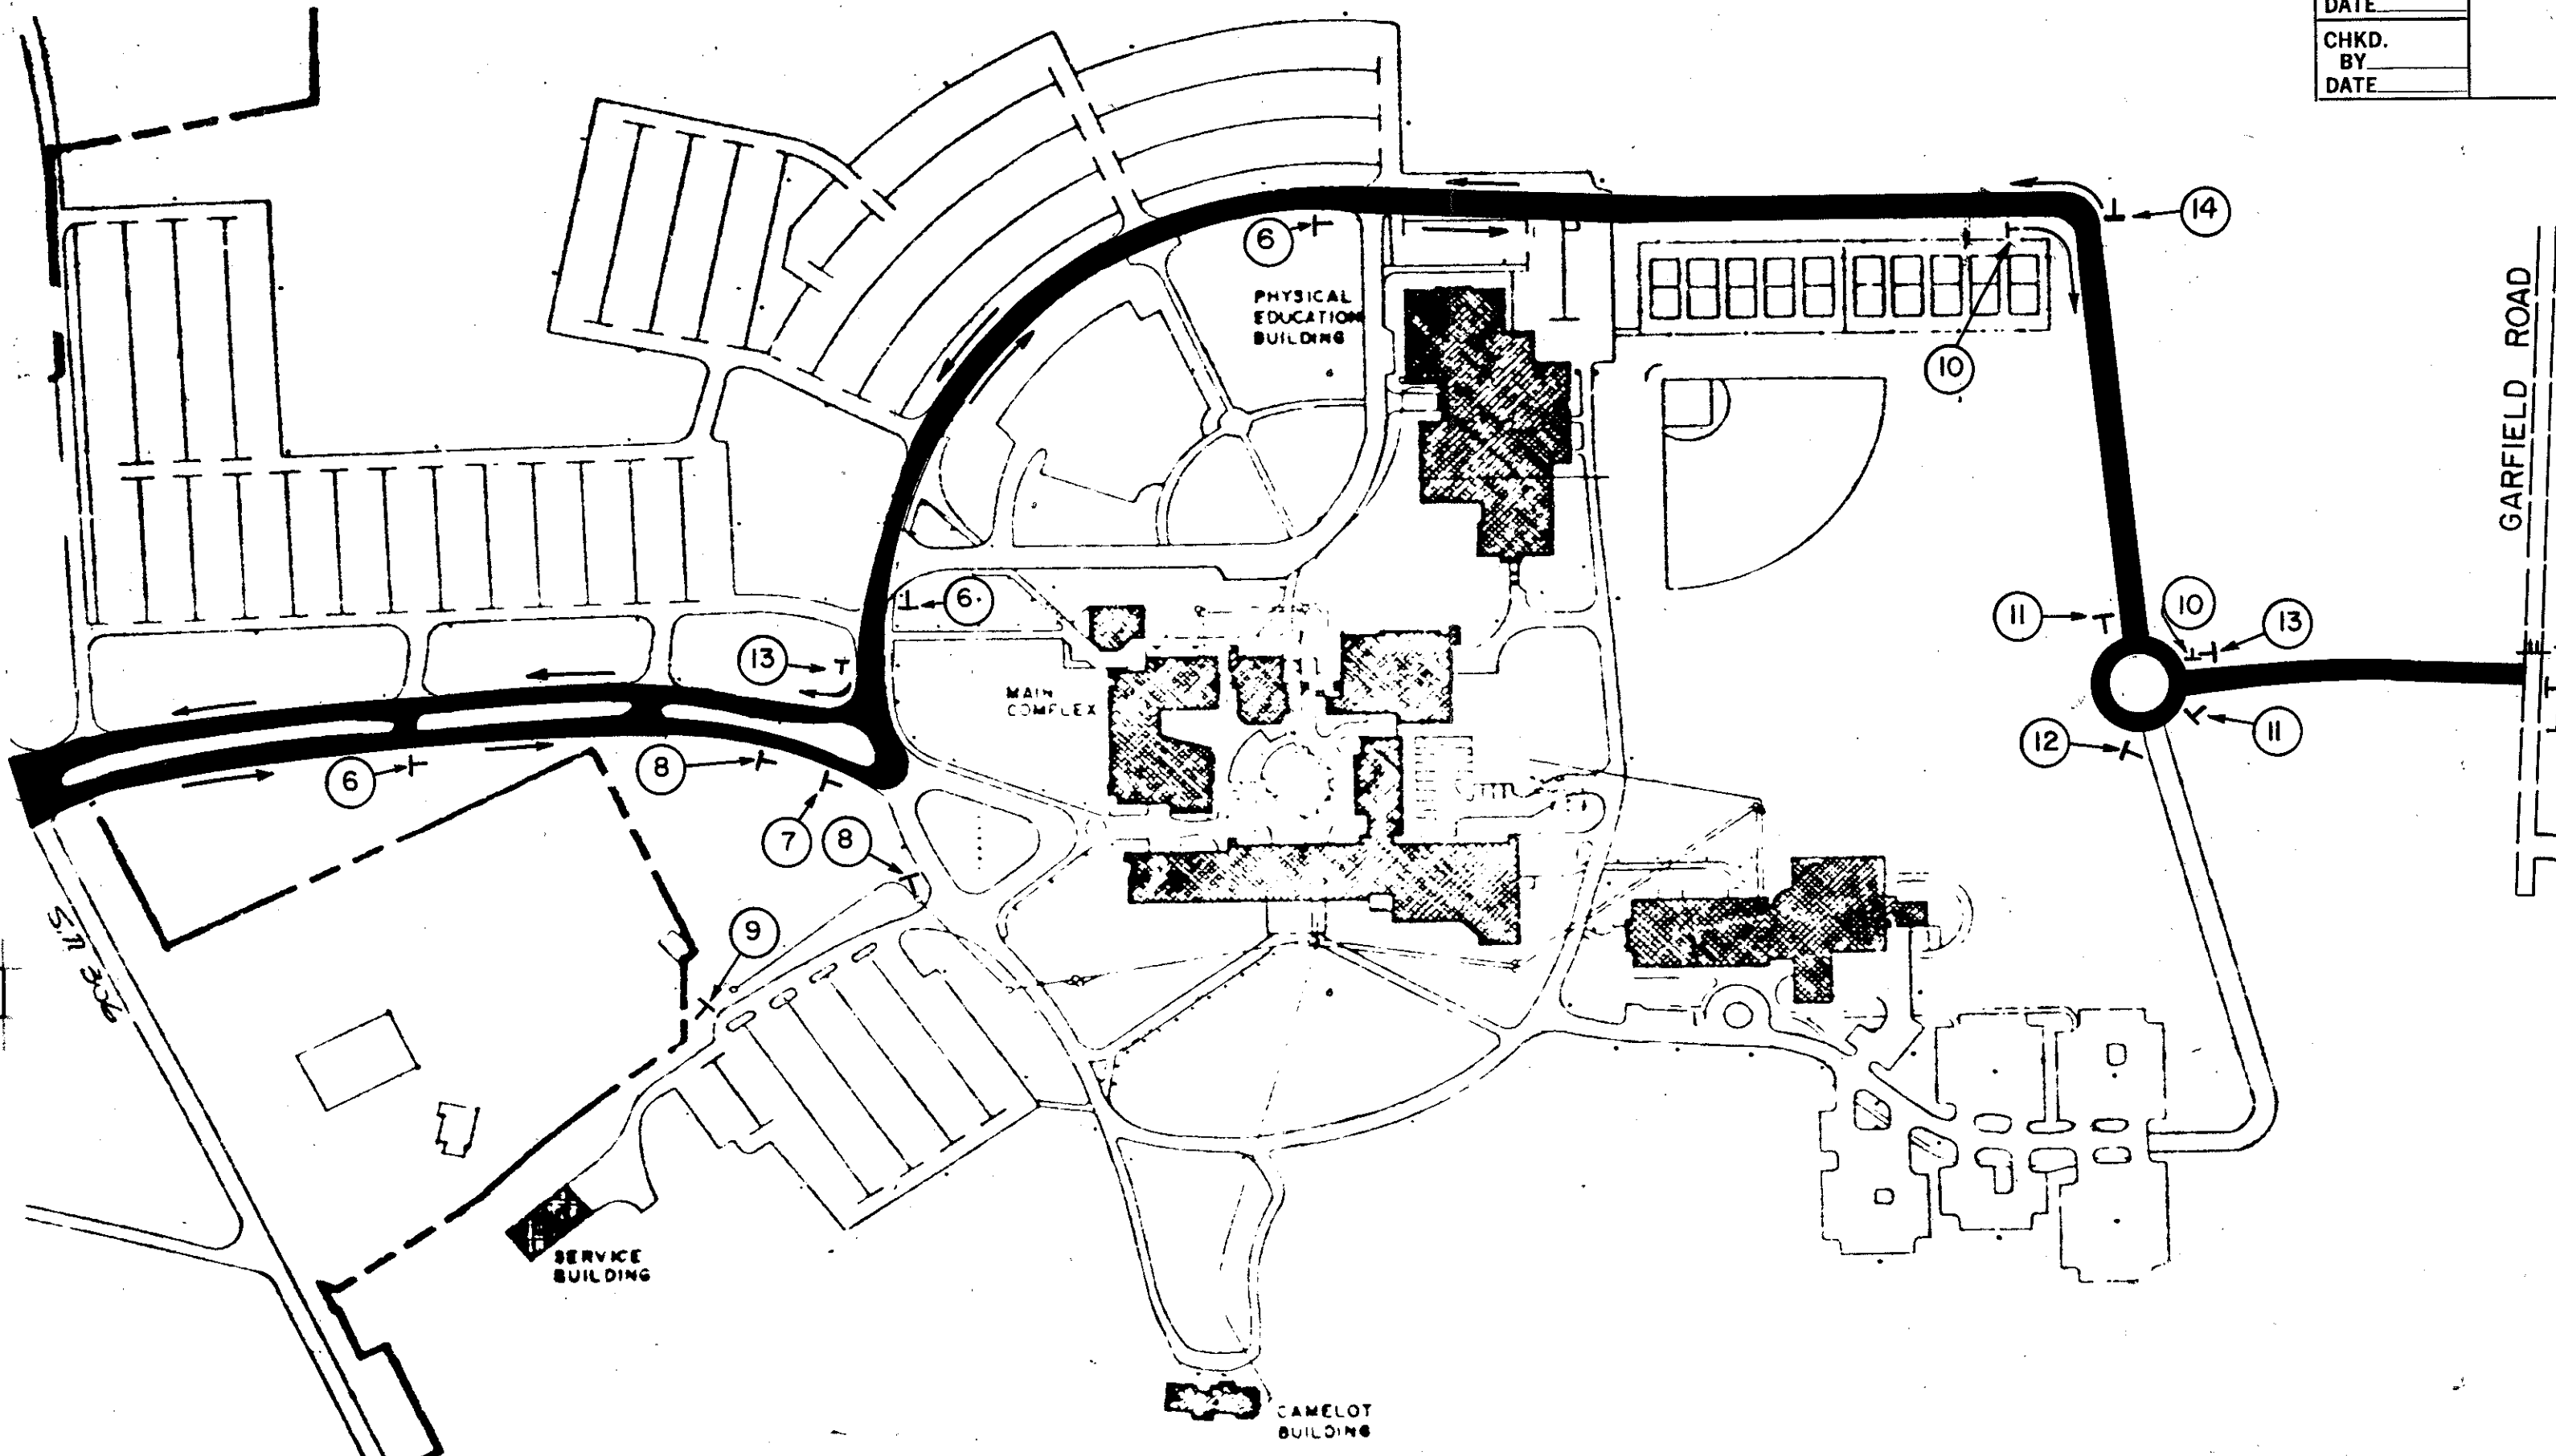 DATE
CHKD.
BY
DATE
14
6
PHYSICAL
EDUCATION
BUILDING
10
GARFIELD ROAD
6
11
10
13
13
MAIN
COMPLEX
12
11
6
8
7
8
9
S.R. 306
SERVICE
BUILDING
CAMELOT
BUILDING